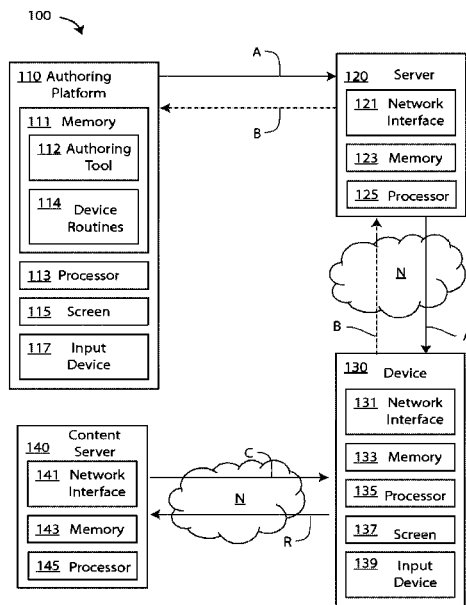 100
110 Authoring
Platform
111 Memory
112 Authoring
Tool
114 Device
Routines
113 Processor
115 Screen
117 Input
Device
A
B
120 Server
121 Network
Interface
123 Memory
125 Processor
N
B
A
130 Device
131 Network
Interface
133 Memory
135 Processor
137 Screen
139 Input
Device
140 Content
Server
141 Network
Interface
143 Memory
145 Processor
C
N
R